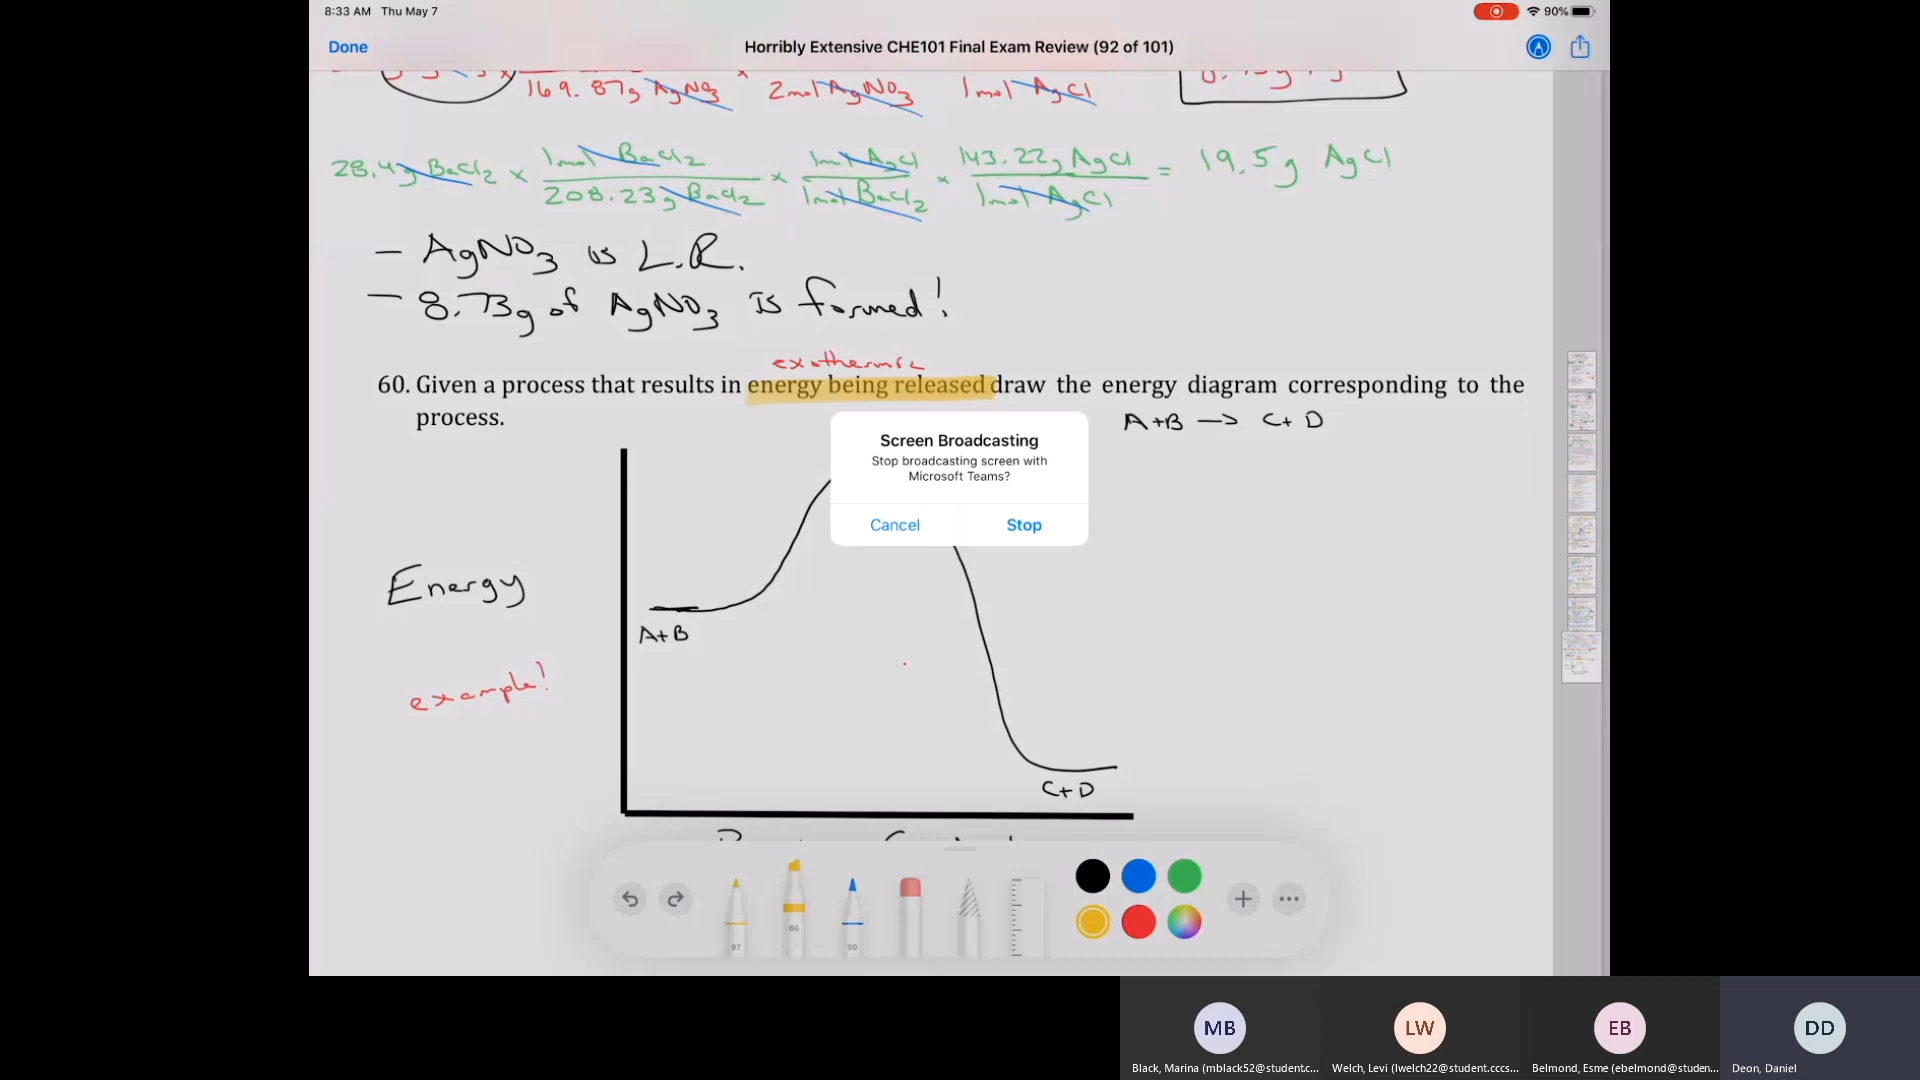 8:33 AM Thu May 7
90%
Done
Horribly Extensive CHE101 Final Exam Review (92 of 101)
169.87g AgNO3 × 2mol AgNO3 1mol AgCl
28.4g BaCl2 × 1mol BaCl2 / 208.23g BaCl2 × 1mol AgCl / 1mol BaCl2 × 143.22g AgCl / 1mol AgCl = 19.5g AgCl
– AgNO3 is L.R.
– 8.73g of AgNO3 is formed!
exothermic
60. Given a process that results in energy being released draw the energy diagram corresponding to the
process.
A+B → C+D
Screen Broadcasting
Stop broadcasting screen with
Microsoft Teams?
Cancel Stop
Energy
A+B
example!
C+D
97
80
50
MB
LW
EB
DD
Black, Marina (mblack52@student.c...
Welch, Levi (lwelch22@student.cccs...
Belmond, Esme (ebelmond@studen...
Deon, Daniel